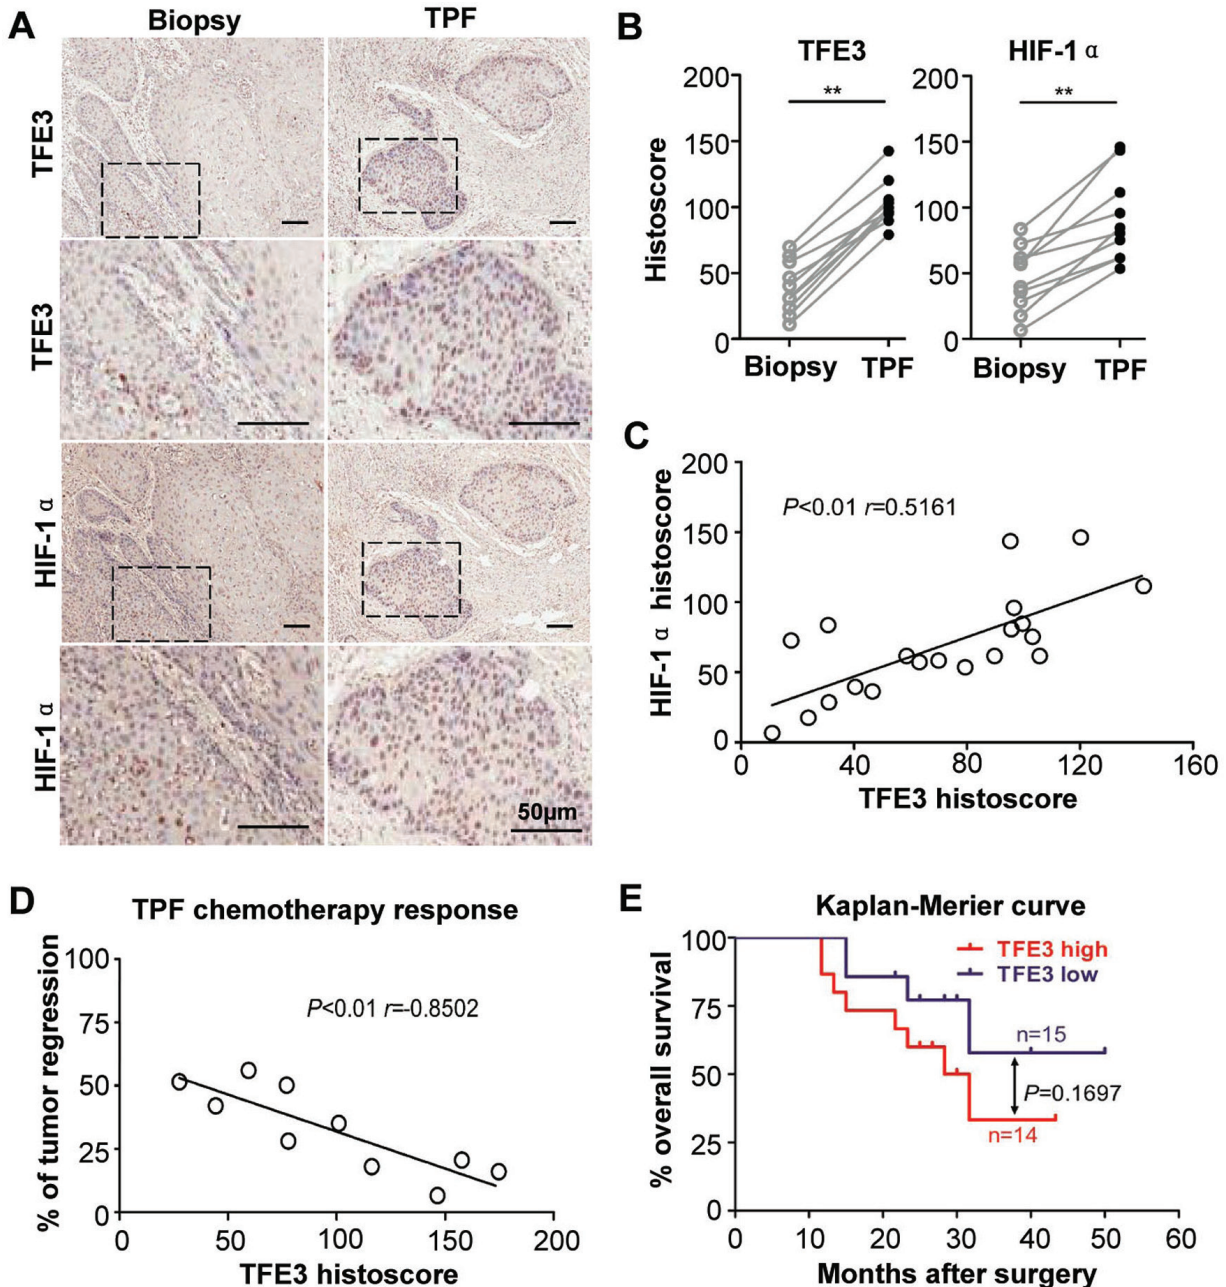 A
Biopsy
TPF
TFE3
TFE3
HIF-1 α
HIF-1 α
50μm
B
TFE3
HIF-1 α
**
**
Histoscore
200
150
100
50
0
200
150
100
50
0
Biopsy
TPF
Biopsy
TPF
C
HIF-1 α histoscore
200
150
100
50
0
P<0.01 r=0.5161
0
40
80
120
160
TFE3 histoscore
D
TPF chemotherapy response
% of tumor regression
100
75
50
25
0
P<0.01 r=-0.8502
0
50
100
150
200
TFE3 histoscore
E
Kaplan-Merier curve
% overall survival
100
75
50
25
0
TFE3 high
TFE3 low
n=15
P=0.1697
n=14
0
10
20
30
40
50
60
Months after surgery